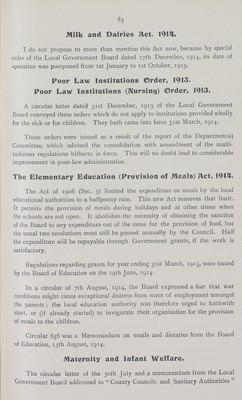 83
Milk and Dairies Act. 1914.
I do not propose to more than mention this Act now, because by special
order of the Local Government Board dated 17th December, 1914, its date of
operation was postponed from 1st January to 1st October, 1915.
Poor Law Institutions Order, 1913.
Poor Law Institutions (Nursing) Order, 1913.
A circular letter dated 31st December, 1913 of the Local Government
Board conveyed these orders which do not apply to institutions provided wholly
for the sick or for children. They both came into force 31st March, 1914.
These orders were issued as a result of the report of the Departmental
Committee, which advised the consolidation with amendment of the multi-
tudinous regulations hitherto in force. This will no doubt lead to considerable
improvement in poor-law administration.
The Elementary Education (Provision of Meals) Act. 1914.
The Act of 1906 (Sec. 3) limited the expenditure on meals by the local
educational authorities to a halfpenny rate. This new Act removes that limit.
It permits the provision of meals during holidays and at other times when
the schools are not open. It abolishes the necessity of obtaining the sanction
of the Board to any expenditure out of the rates for the provision of food, but
the usual two resolutions must still be passed annually by the Council. Half
the expenditure will be repayable through Government grants, if the work is
satisfactory.
Regulations regarding grants for year ending 31st March, 1915, were issued
by the Board of Education on the 19th June, 1914.
In a circular of 7th August, 1914, the Board expressed a fear that war
conditions might cause exceptional distress from want of employment amongst
the parents; the local education authority was therefore urged to forthwith
start, or (if already started) to invigorate their organisation for the provision
of meals to the children.
Circular 856 was a Memorandum on meals and dietaries from the Board
of Education, 15th August, 1914.
Maternity and Infant Welfare.
The circular letter of the 30th July and a memorandum from the Local
Government Board addressed to "County Councils and Sanitary Authorities"